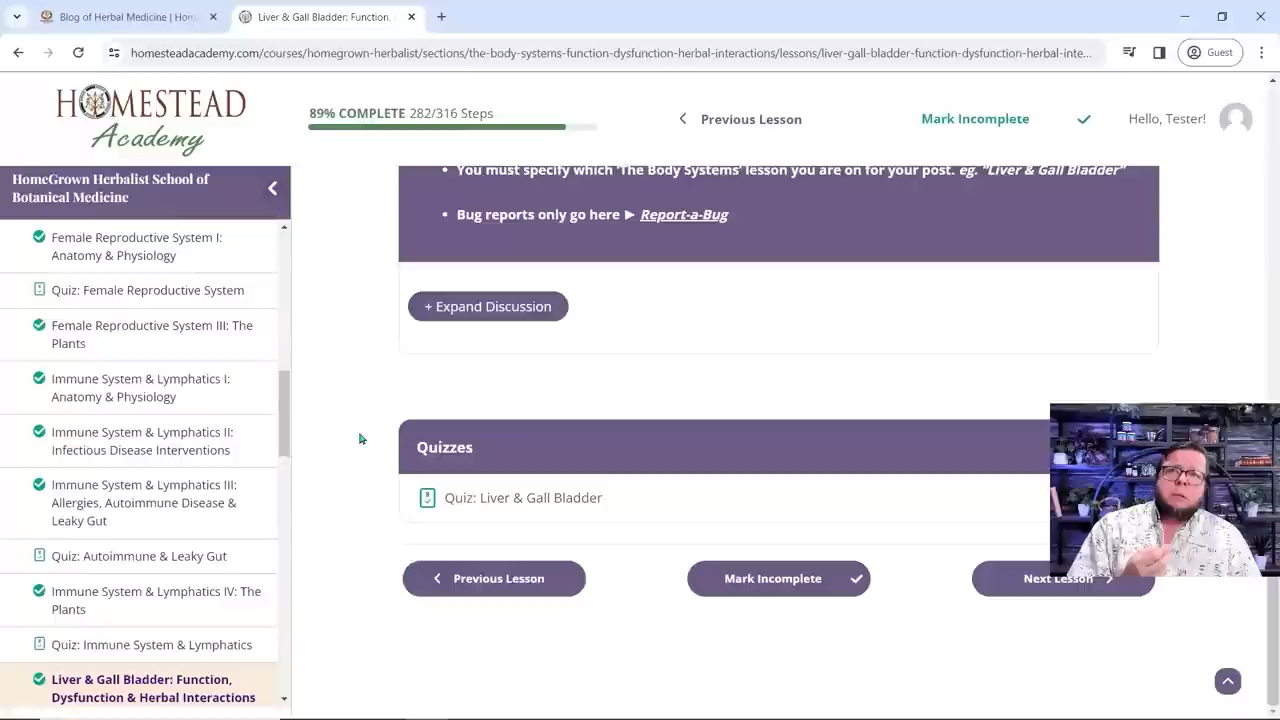 Blog of Herbal Medicine | Home
Liver & Gall Bladder: Function,
homesteadacademy.com/courses/homegrown-herbalist/sections/the-body-systems-function-dysfunction-herbal-interactions/lessons/liver-gall-bladder-function-dysfunction-herbal-inte...
Guest
HOMESTEAD
Academy
89% COMPLETE 282/316 Steps
Previous Lesson
Mark Incomplete
Hello, Tester!
HomeGrown Herbalist School of
Botanical Medicine
Female Reproductive System I:
Anatomy & Physiology
Quiz: Female Reproductive System
Female Reproductive System III: The
Plants
Immune System & Lymphatics I:
Anatomy & Physiology
Immune System & Lymphatics II:
Infectious Disease Interventions
Immune System & Lymphatics III:
Allergies, Autoimmune Disease &
Leaky Gut
Quiz: Autoimmune & Leaky Gut
Immune System & Lymphatics IV: The
Plants
Quiz: Immune System & Lymphatics
Liver & Gall Bladder: Function,
Dysfunction & Herbal Interactions
• You must specify which 'The Body Systems' lesson you are on for your post. eg. "Liver & Gall Bladder"
• Bug reports only go here ► Report-a-Bug
+ Expand Discussion
Quizzes
Quiz: Liver & Gall Bladder
Previous Lesson
Mark Incomplete
Next Lesson